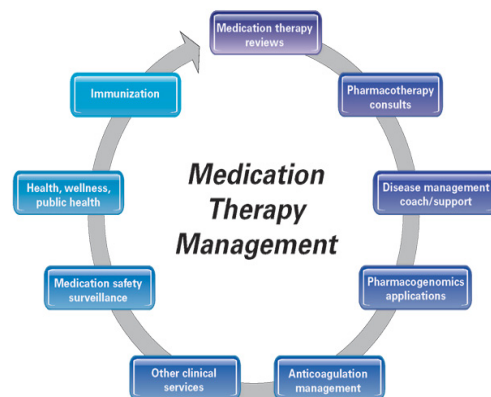 Medication therapy
reviews
Pharmacotherapy
consults
Disease management
coach/support
Pharmacogenomics
applications
Anticoagulation
management
Other clinical
services
Medication safety
surveillance
Health, wellness,
public health
Immunization
Medication
Therapy
Management